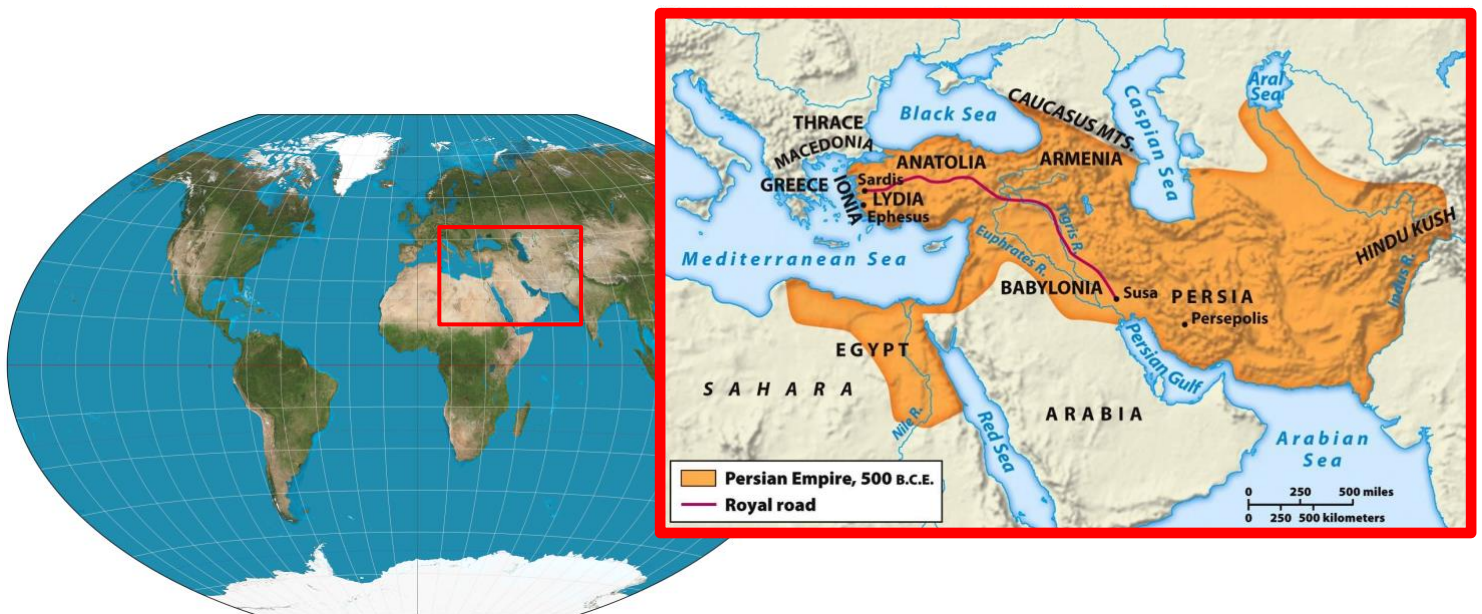 Aral
Sea
Black Sea
CAUCASUS MTS.
Caspian Sea
THRACE
MACEDONIA
ANATOLIA
ARMENIA
GREECE
IONIA
Sardis
LYDIA
Ephesus
Tigris R.
HINDU KUSH
Euphrates R.
Mediterranean Sea
Indus R.
BABYLONIA
Susa
PERSIA
Persepolis
EGYPT
Persian Gulf
SAHARA
ARABIA
Nile R.
Red Sea
Arabian
Sea
Persian Empire, 500 B.C.E.
Royal road
0 250 500 miles
0 250 500 kilometers